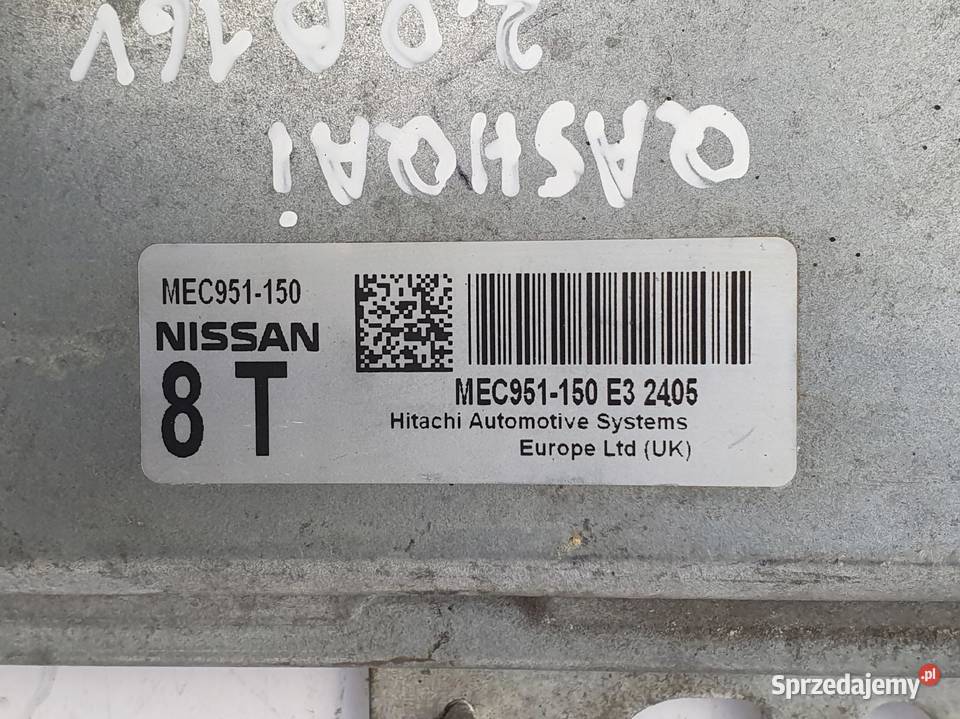 QASHQAi
2.0 B 16V
MEC951-150
NISSAN
8 T
MEC951-150 E3 2405
Hitachi Automotive Systems
Europe Ltd (UK)
Sprzedajemy.pl